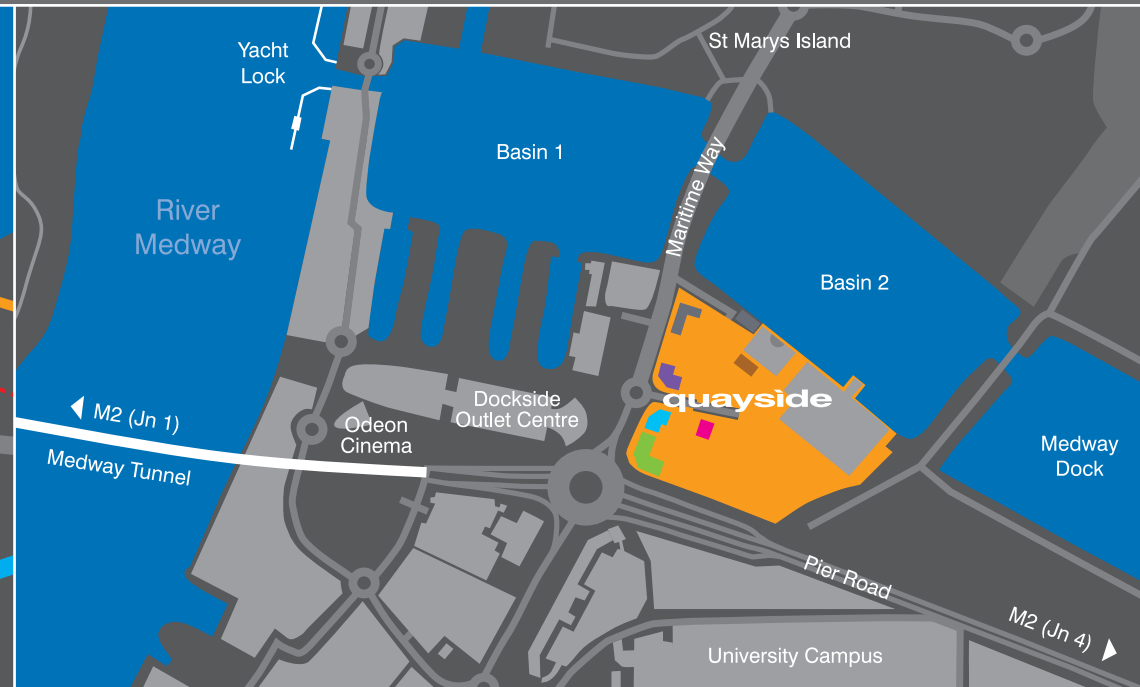 St Marys Island
Yacht
Lock
Basin 1
Maritime Way
River
Medway
Basin 2
quayside
Dockside
Outlet Centre
M2 (Jn 1)
Odeon
Cinema
Medway Tunnel
Medway
Dock
Pier Road
M2 (Jn 4)
University Campus